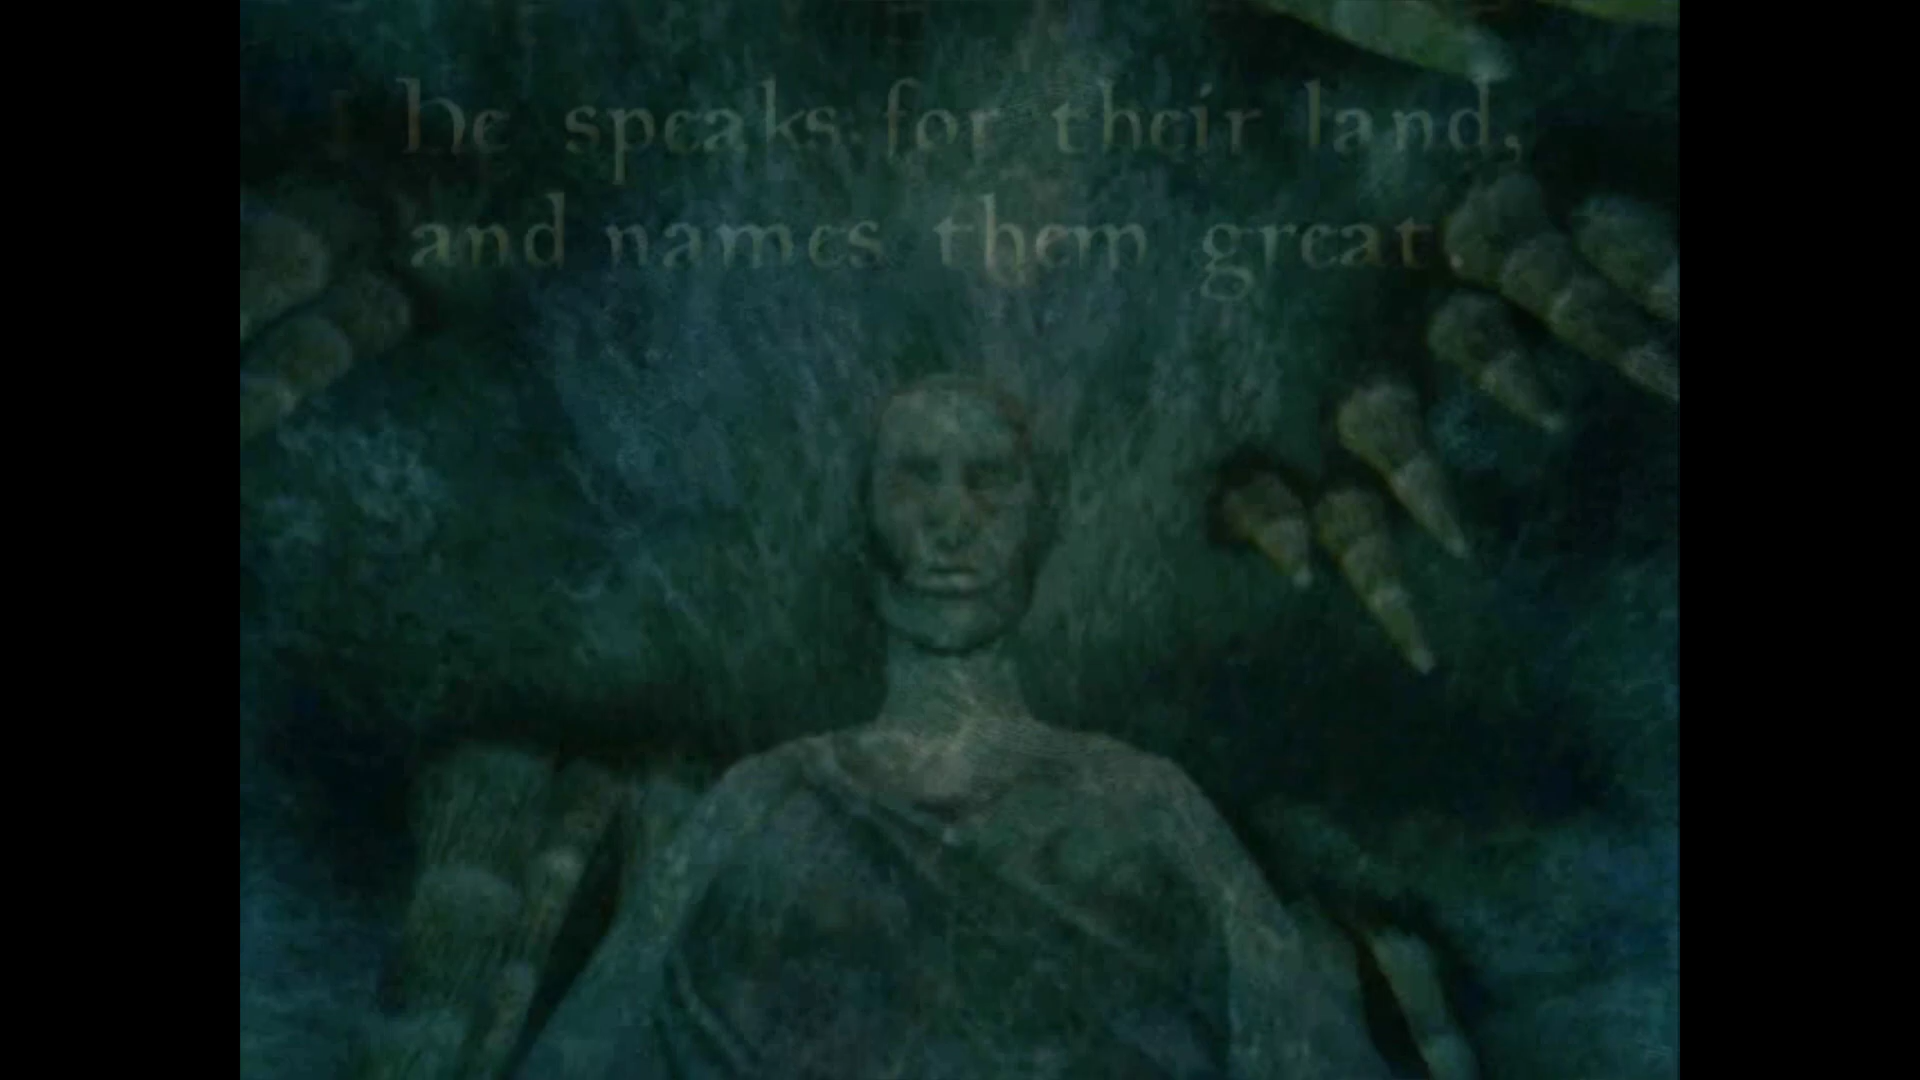 he speaks for their land,
and names them great.